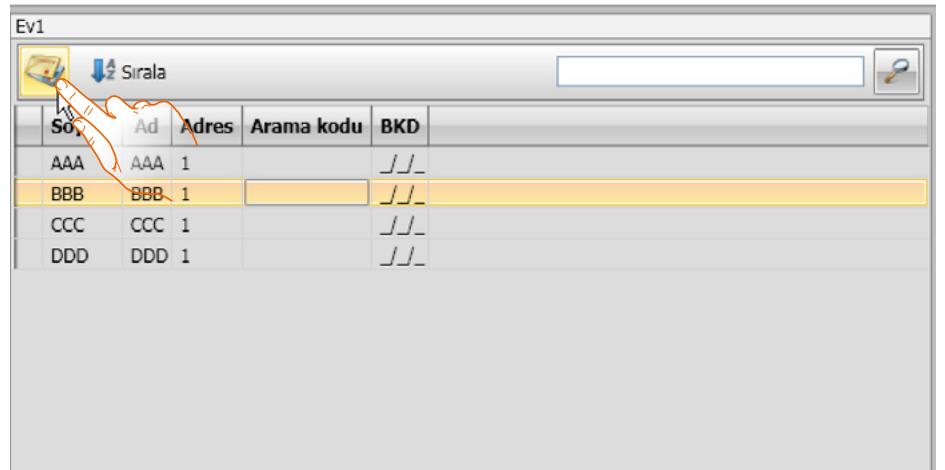 Ev1
Sırala
Ad Adres Arama kodu BKD
AAA AAA 1 _/_/_
BBB BBB 1 _/_/_
CCC CCC 1 _/_/_
DDD DDD 1 _/_/_